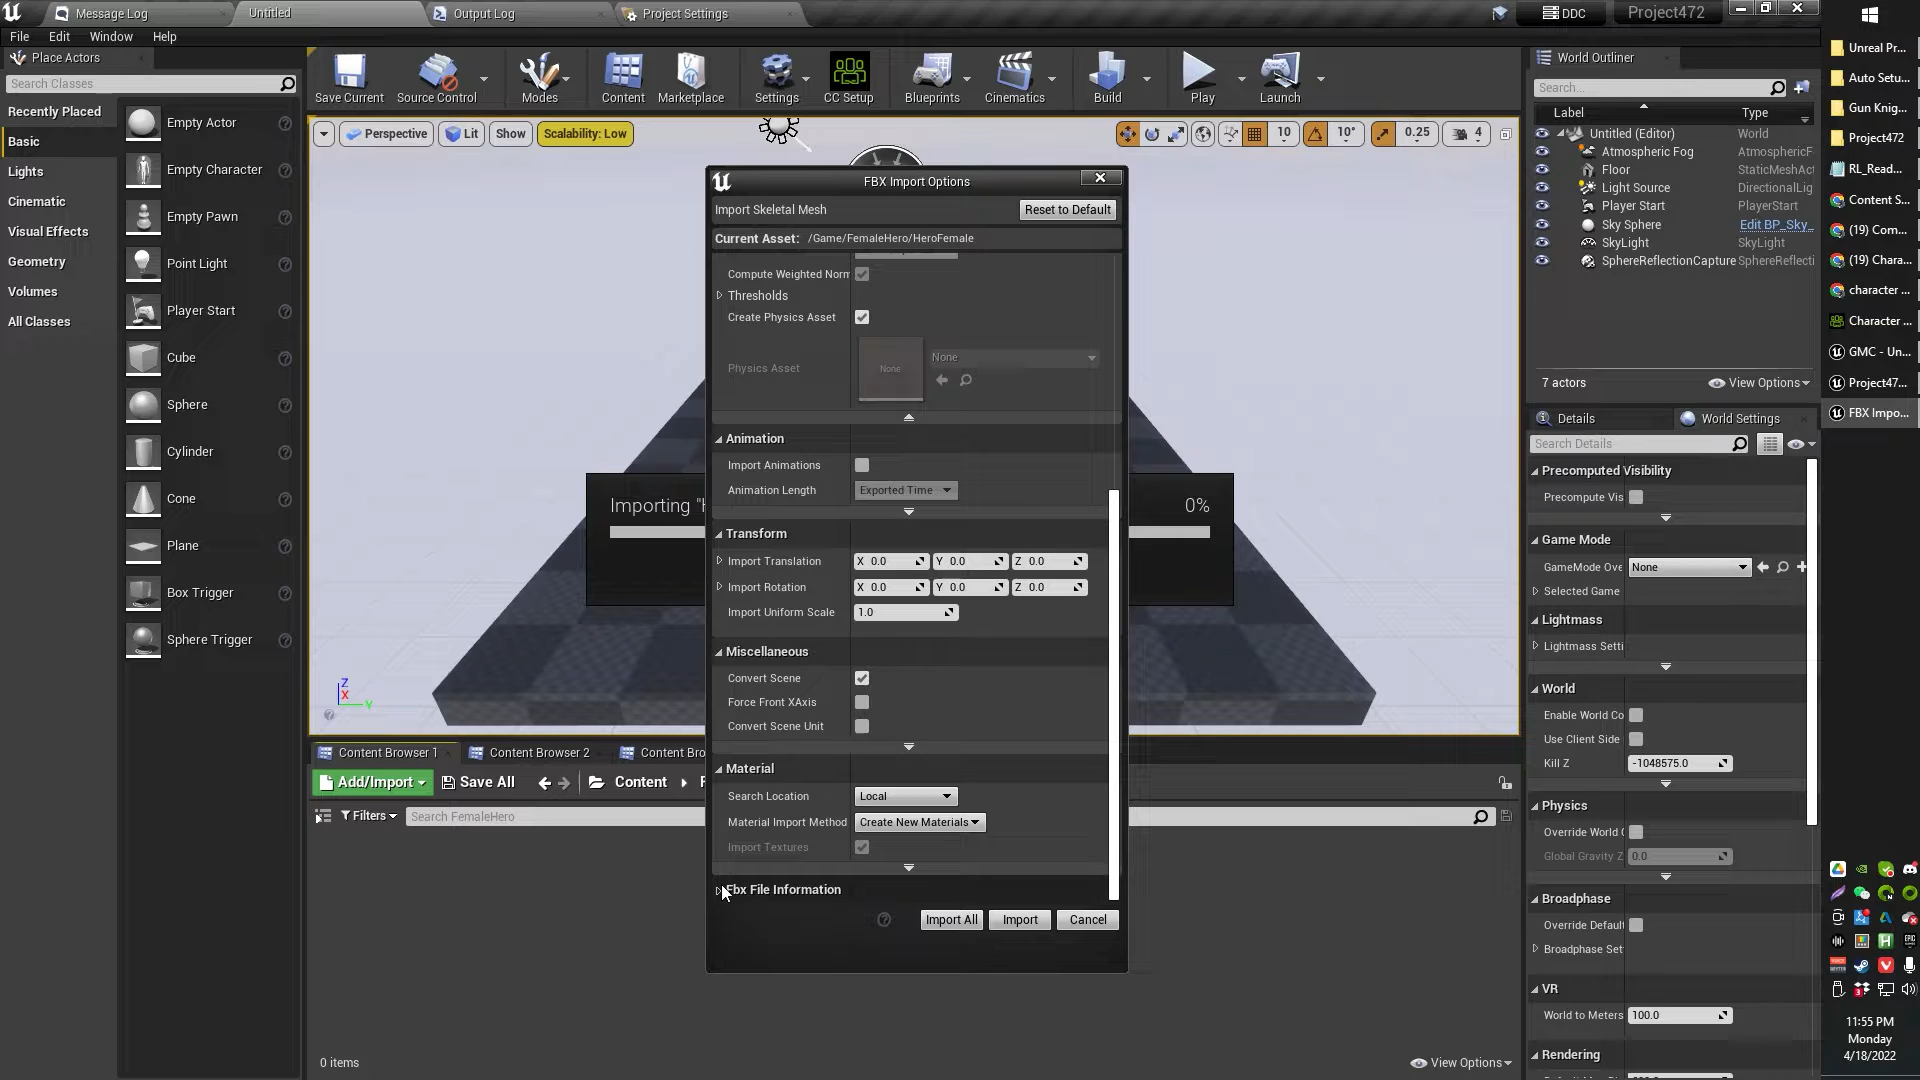 Message Log
Untitled
Output Log
Project Settings
DDC
Project472
File Edit Window Help
Place Actors
Search Classes
Recently Placed
Basic
Lights
Cinematic
Visual Effects
Geometry
Volumes
All Classes
Empty Actor
Empty Character
Empty Pawn
Point Light
Player Start
Cube
Sphere
Cylinder
Cone
Plane
Box Trigger
Sphere Trigger
Save Current
Source Control
Modes
Content
Marketplace
Settings
CC Setup
Blueprints
Cinematics
Build
Play
Launch
Perspective
Lit
Show
Scalability: Low
10
10°
0.25
4
FBX Import Options
Import Skeletal Mesh
Reset to Default
Current Asset: /Game/FemaleHero/HeroFemale
Compute Weighted Norm
Thresholds
Create Physics Asset
Physics Asset
None
None
Animation
Import Animations
Animation Length
Exported Time
Importing "H
0%
Transform
Import Translation X 0.0 Y 0.0 Z 0.0
Import Rotation X 0.0 Y 0.0 Z 0.0
Import Uniform Scale 1.0
Miscellaneous
Convert Scene
Force Front XAxis
Convert Scene Unit
Material
Search Location Local
Material Import Method Create New Materials
Import Textures
Fbx File Information
Import All
Import
Cancel
Z
X
Y
Content Browser 1
Content Browser 2
Content Bro
Add/Import
Save All
Content
Filters
Search FemaleHero
0 items
View Options
World Outliner
Search...
Label Type
Untitled (Editor) World
Atmospheric Fog AtmosphericF
Floor StaticMeshAct
Light Source DirectionalLig
Player Start PlayerStart
Sky Sphere Edit BP_Sky_
SkyLight SkyLight
SphereReflectionCapture SphereReflecti
7 actors
View Options
Details
World Settings
Search Details
Precomputed Visibility
Precompute Vis
Game Mode
GameMode Ove None
Selected Game
Lightmass
Lightmass Setti
World
Enable World Co
Use Client Side
Kill Z -1048575.0
Physics
Override World G
Global Gravity Z 0.0
Broadphase
Override Default
Broadphase Set
VR
World to Meters 100.0
Rendering
Unreal Pr...
Auto Setu...
Gun Knig...
Project472
RL_Read...
Content S...
(19) Com...
(19) Chara...
character ...
Character ...
GMC - Un...
Project47...
FBX Impo...
11:55 PM
Monday
4/18/2022